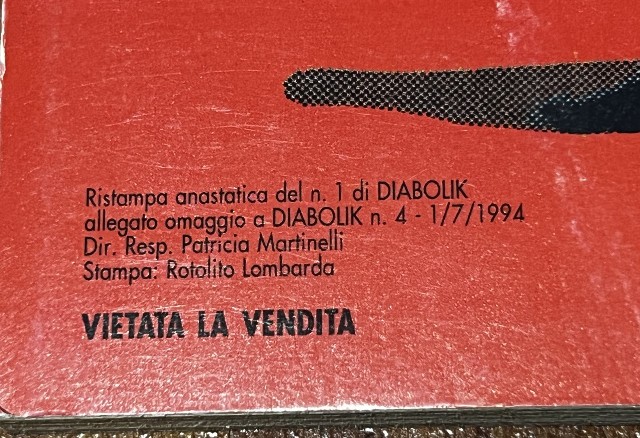 Ristampa anastatica del n. 1 di DIABOLIK
allegato omaggio a DIABOLIK n. 4 - 1/7/1994
Dir. Resp. Patricia Martinelli
Stampa: Rotolito Lombarda
VIETATA LA VENDITA